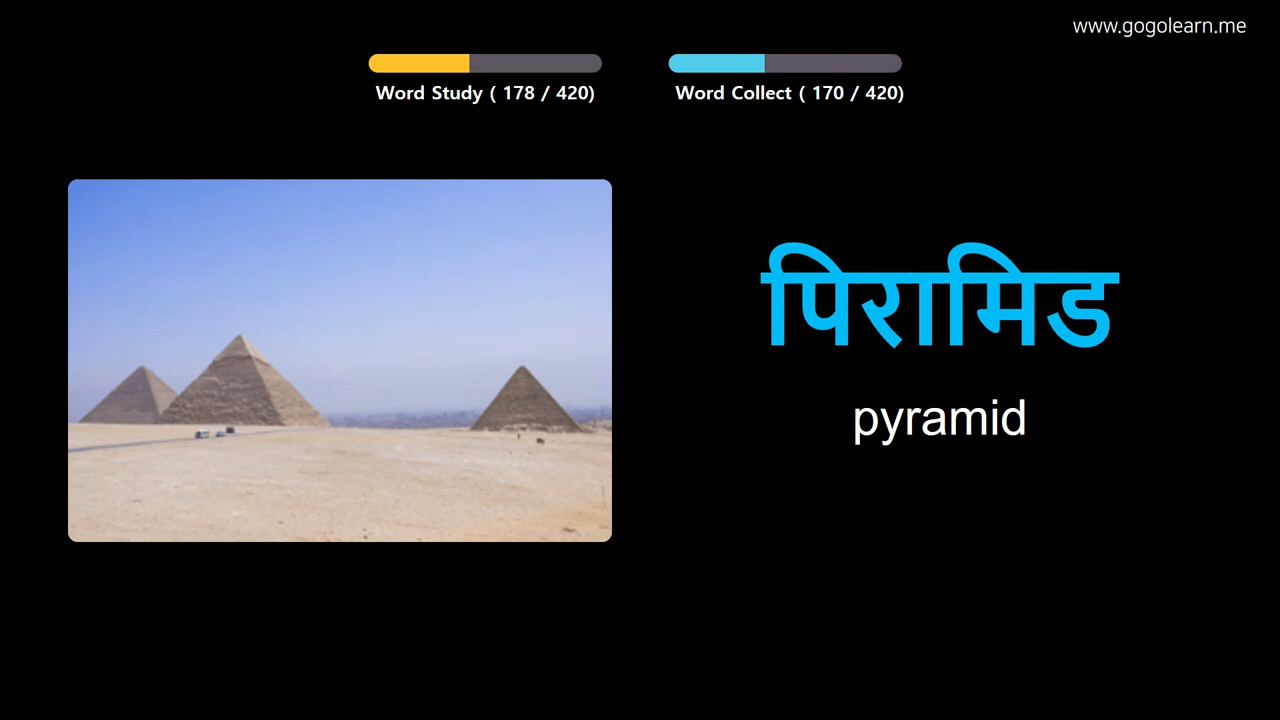 www.gogolearn.me
Word Study ( 178 / 420)
Word Collect ( 170 / 420)
पिरामिड
pyramid